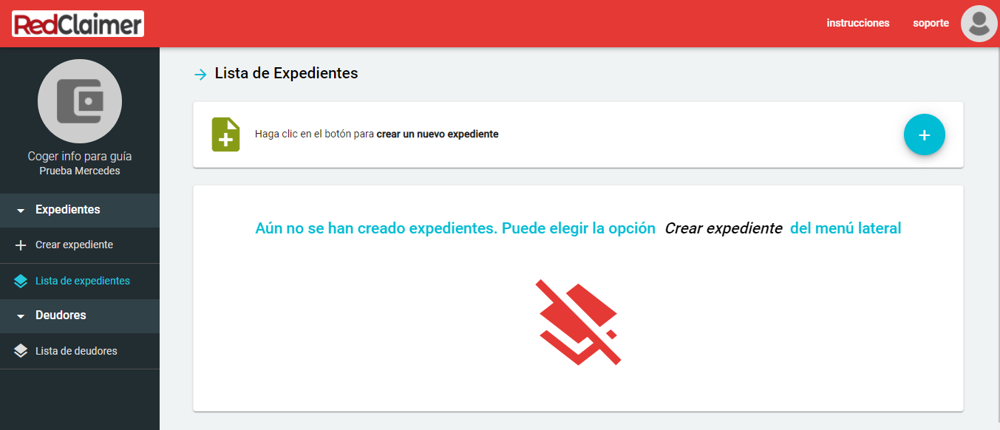 RedClaimer
instrucciones
soporte
Coger info para guía
Prueba Mercedes
Expedientes
Crear expediente
Lista de expedientes
Deudores
Lista de deudores
Lista de Expedientes
Haga clic en el botón para crear un nuevo expediente
Aún no se han creado expedientes. Puede elegir la opción Crear expediente del menú lateral